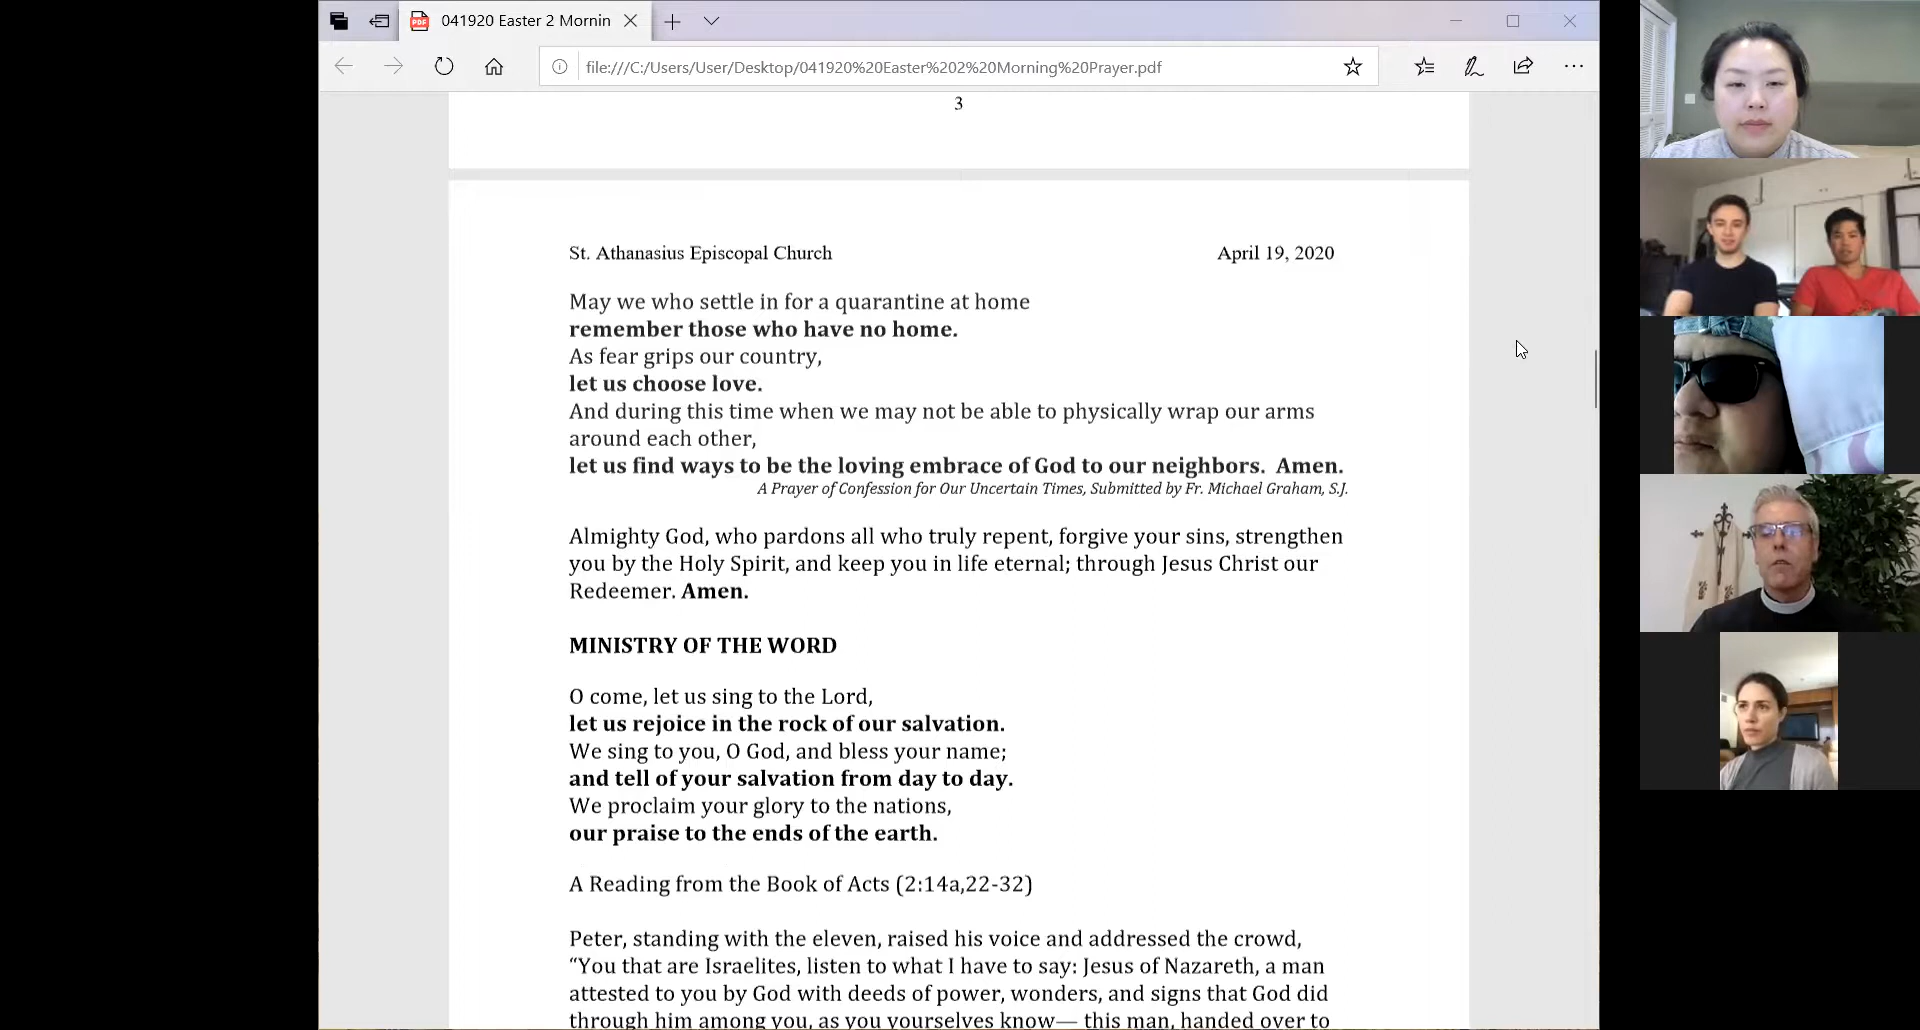 041920 Easter 2 Mornin
file:///C:/Users/User/Desktop/041920%20Easter%202%20Morning%20Prayer.pdf
3
St. Athanasius Episcopal Church April 19, 2020
May we who settle in for a quarantine at home
remember those who have no home.
As fear grips our country,
let us choose love.
And during this time when we may not be able to physically wrap our arms
around each other,
let us find ways to be the loving embrace of God to our neighbors. Amen.
A Prayer of Confession for Our Uncertain Times, Submitted by Fr. Michael Graham, S.J.
Almighty God, who pardons all who truly repent, forgive your sins, strengthen
you by the Holy Spirit, and keep you in life eternal; through Jesus Christ our
Redeemer. Amen.
MINISTRY OF THE WORD
O come, let us sing to the Lord,
let us rejoice in the rock of our salvation.
We sing to you, O God, and bless your name;
and tell of your salvation from day to day.
We proclaim your glory to the nations,
our praise to the ends of the earth.
A Reading from the Book of Acts (2:14a,22-32)
Peter, standing with the eleven, raised his voice and addressed the crowd,
“You that are Israelites, listen to what I have to say: Jesus of Nazareth, a man
attested to you by God with deeds of power, wonders, and signs that God did
through him among you, as you yourselves know— this man, handed over to